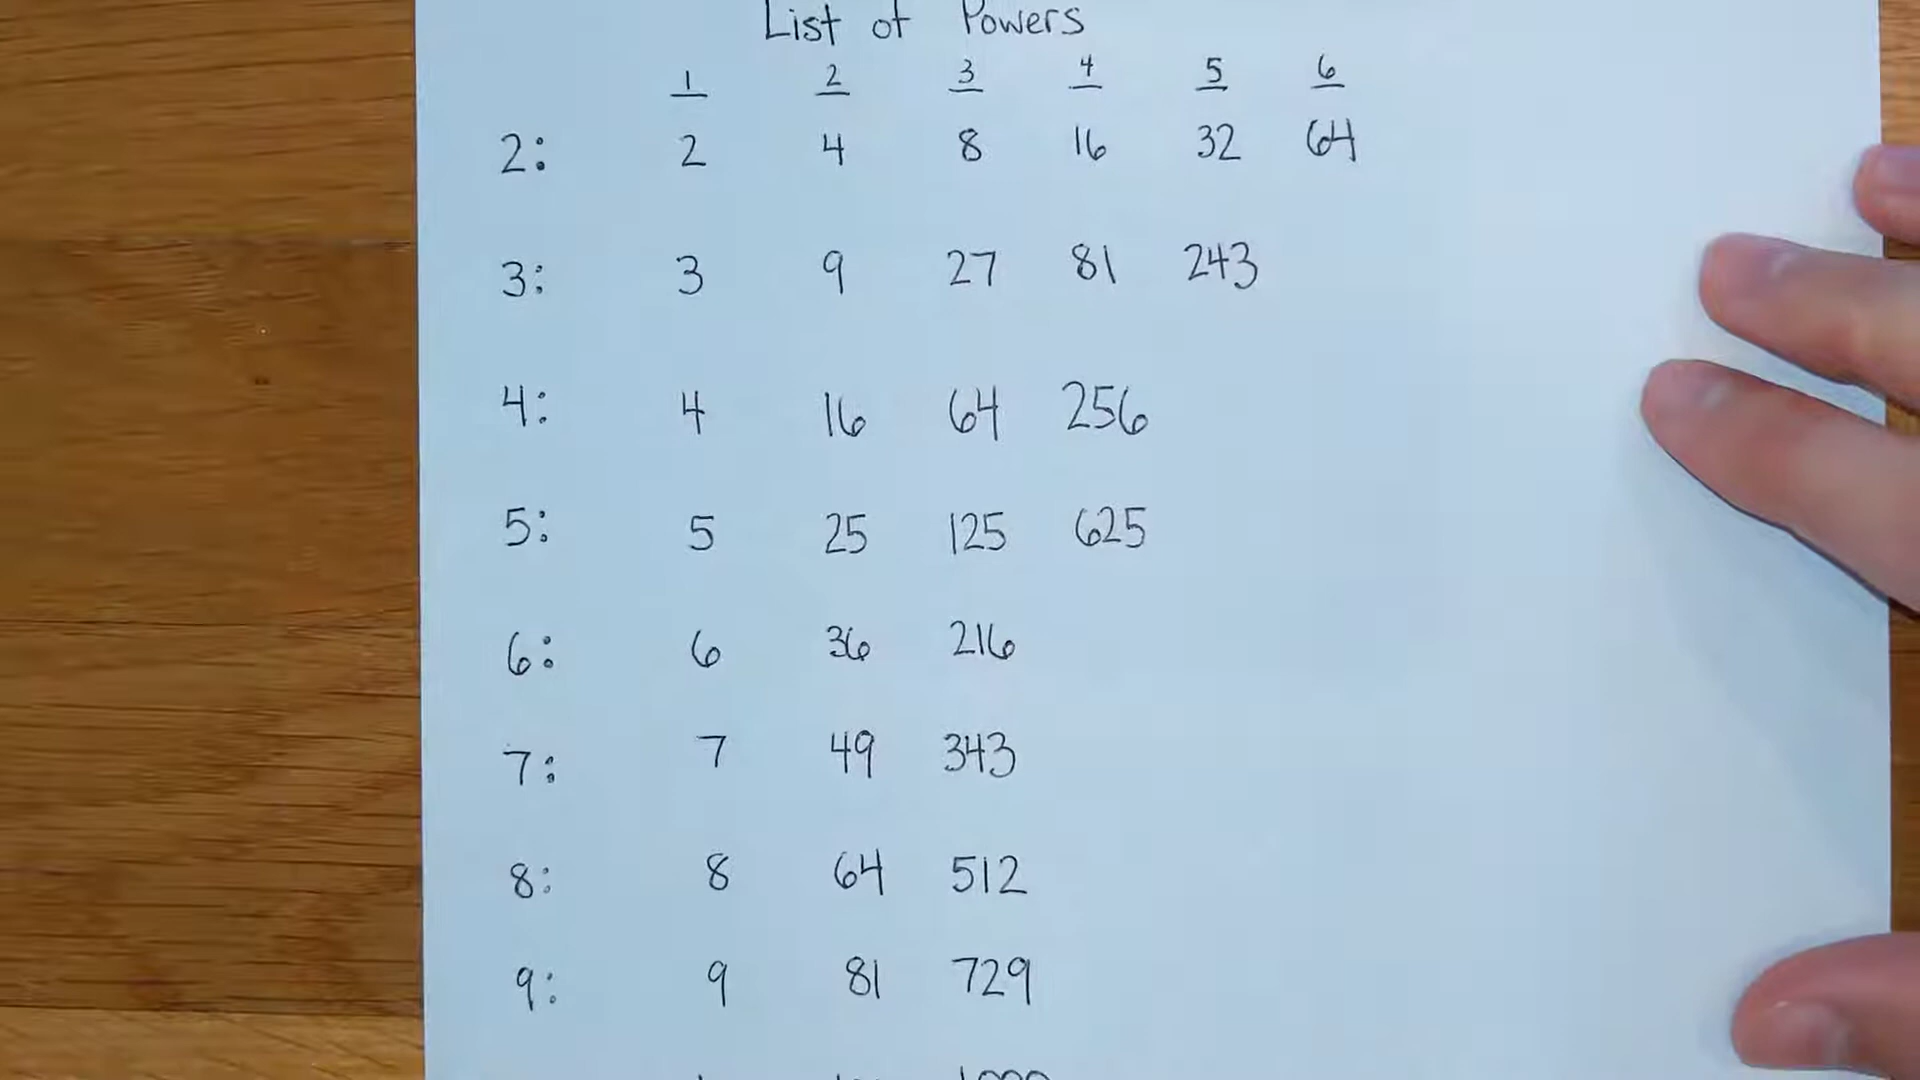 List of Powers
1 2 3 4 5 6
2: 2 4 8 16 32 64
3: 3 9 27 81 243
4: 4 16 64 256
5: 5 25 125 625
6: 6 36 216
7: 7 49 343
8: 8 64 512
9: 9 81 729